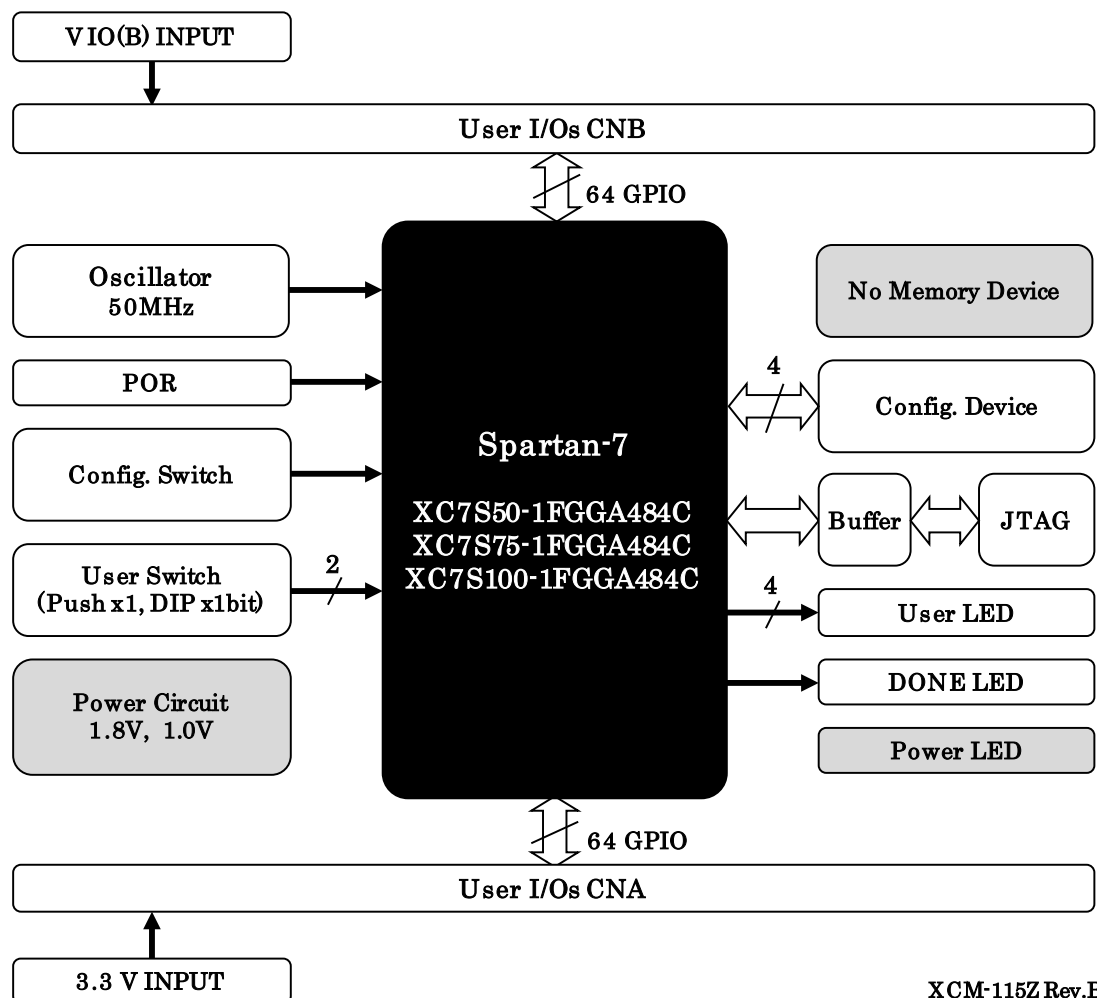 VIO(B) INPUT
User I/Os CNB
64 GPIO
Oscillator
50MHz
No Memory Device
POR
4
Config. Device
Config. Switch
Spartan-7
XC7S50-1FGGA484C
XC7S75-1FGGA484C
XC7S100-1FGGA484C
Buffer
JTAG
User Switch
(Push x1, DIP x1bit)
2
4
User LED
DONE LED
Power Circuit
1.8V, 1.0V
Power LED
64 GPIO
User I/Os CNA
3.3 V INPUT
XCM-115Z Rev.B